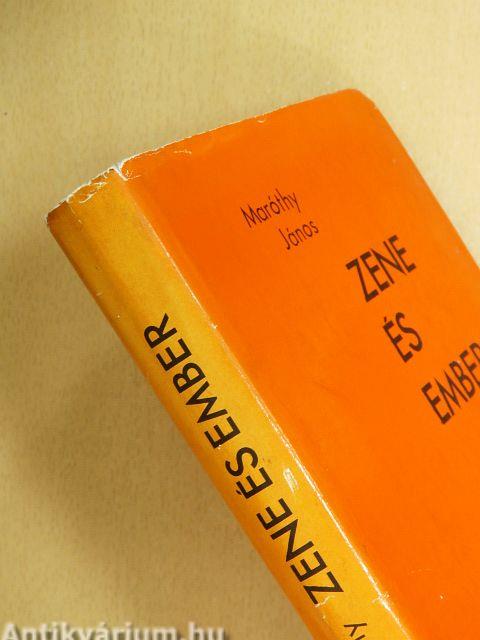 Maróthy
János
ZENE
ÉS
EMBER
ZENE ÉS EMBER
Antikvárium.hu